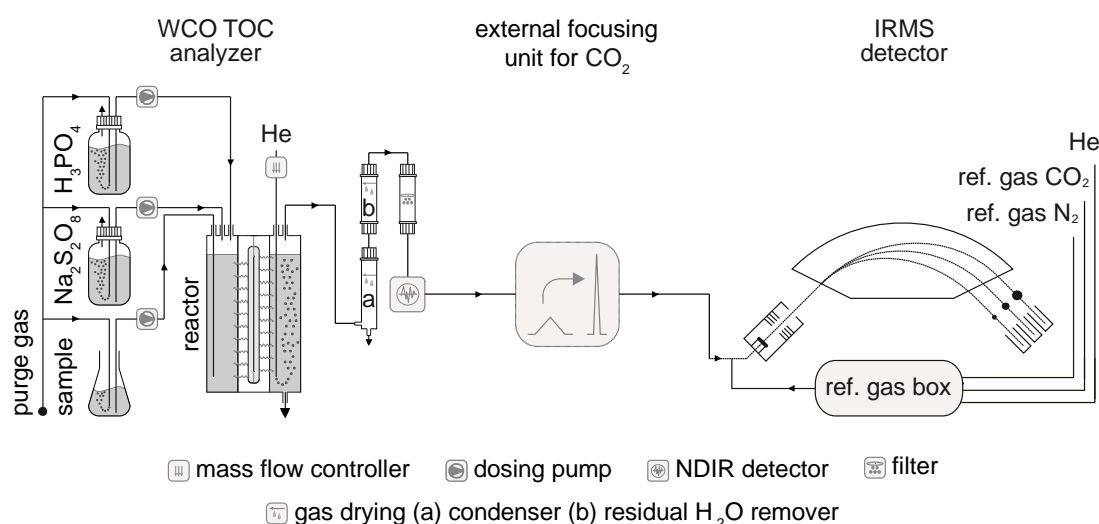 WCO TOC
analyzer
external focusing
unit for CO₂
IRMS
detector
H₃PO₄
Na₂S₂O₈
sample
purge gas
reactor
He
b
a
He
ref. gas CO₂
ref. gas N₂
ref. gas box
mass flow controller
dosing pump
NDIR detector
filter
gas drying (a) condenser (b) residual H₂O remover